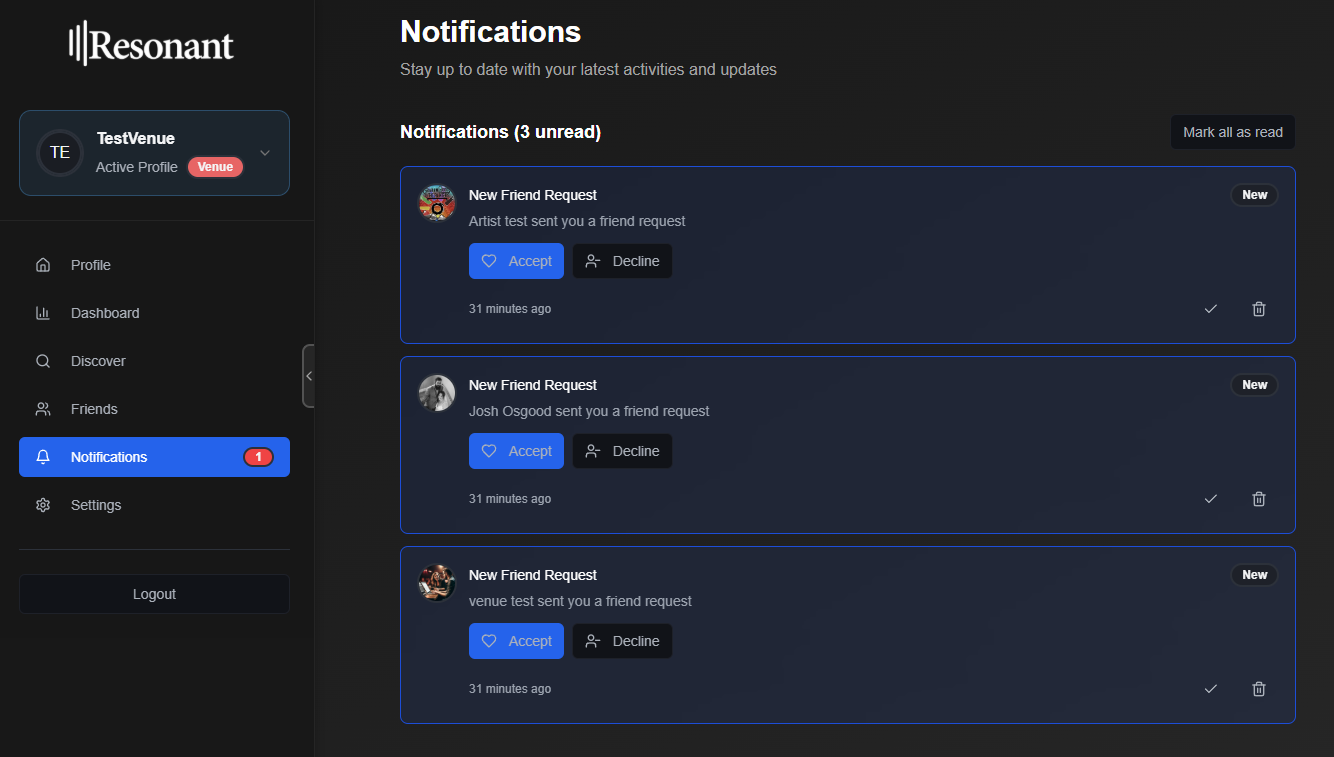 Resonant
TE
TestVenue
Active Profile Venue
Profile
Dashboard
Discover
Friends
Notifications 1
Settings
Logout
Notifications
Stay up to date with your latest activities and updates
Notifications (3 unread)
Mark all as read
New Friend Request
New
Artist test sent you a friend request
Accept Decline
31 minutes ago
New Friend Request
New
Josh Osgood sent you a friend request
Accept Decline
31 minutes ago
New Friend Request
New
venue test sent you a friend request
Accept Decline
31 minutes ago